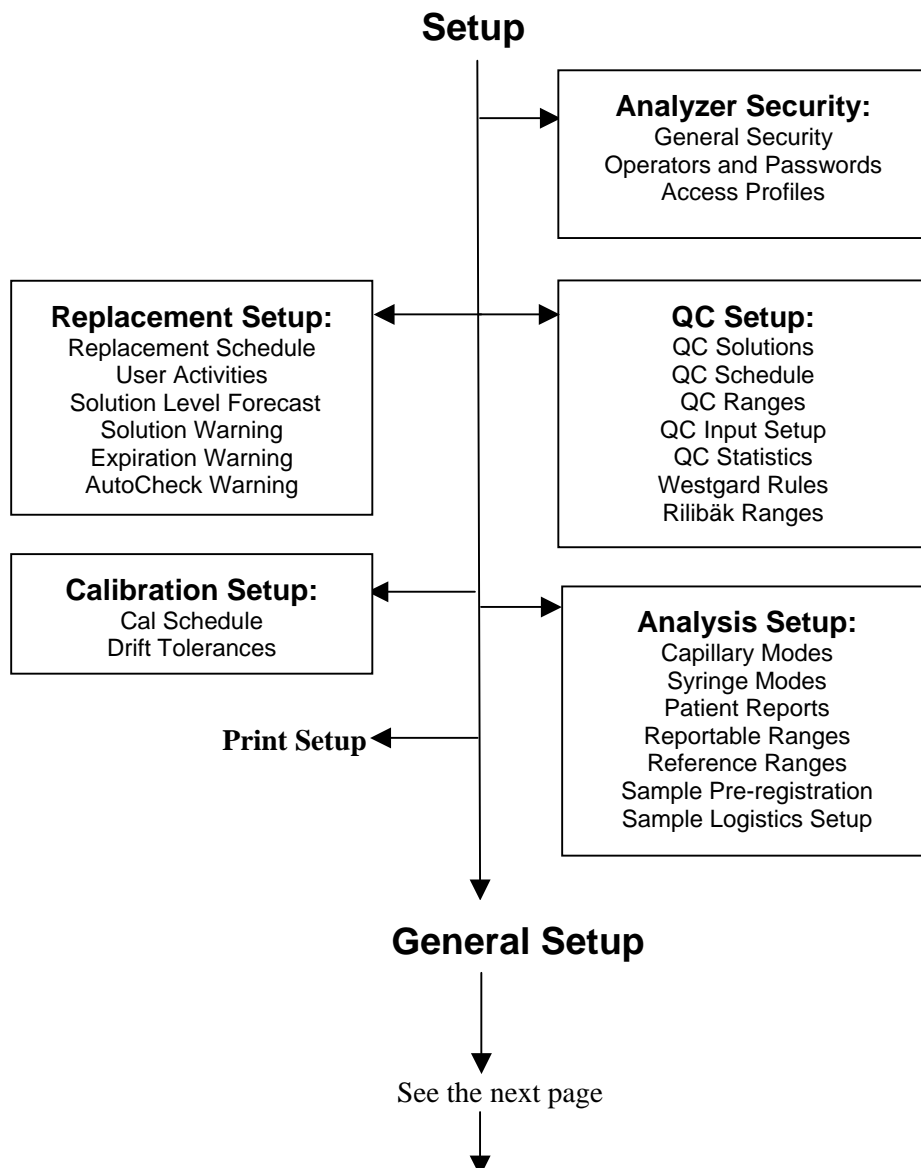 Setup
Analyzer Security:
General Security
Operators and Passwords
Access Profiles
Replacement Setup:
Replacement Schedule
User Activities
Solution Level Forecast
Solution Warning
Expiration Warning
AutoCheck Warning
QC Setup:
QC Solutions
QC Schedule
QC Ranges
QC Input Setup
QC Statistics
Westgard Rules
Rilibäk Ranges
Calibration Setup:
Cal Schedule
Drift Tolerances
Analysis Setup:
Capillary Modes
Syringe Modes
Patient Reports
Reportable Ranges
Reference Ranges
Sample Pre-registration
Sample Logistics Setup
Print Setup
General Setup
See the next page